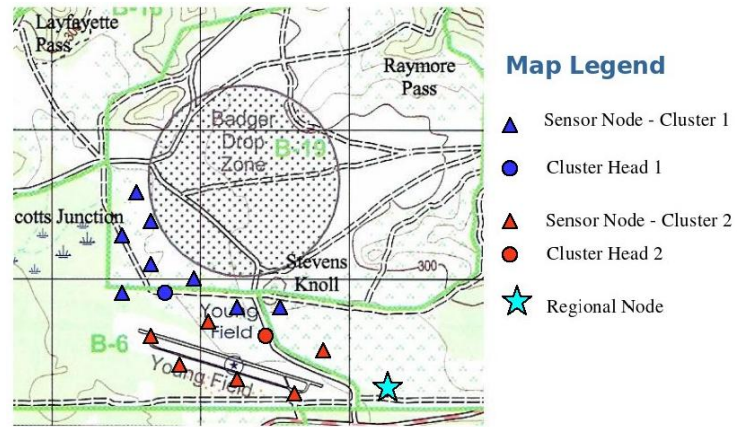 B-18
Layfayette
Pass
Raymore
Pass
Badger
Drop
Zone
B-19
cotts Junction
Stevens
Knoll
300
Young
Field
B-6
Young Field
Map Legend
Sensor Node - Cluster 1
Cluster Head 1
Sensor Node - Cluster 2
Cluster Head 2
Regional Node